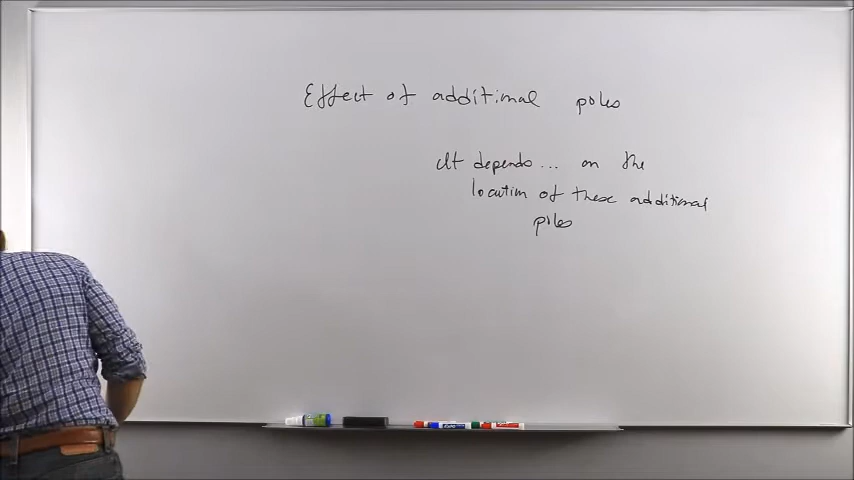 Effect of additional poles
It depends... on the
location of these additional
poles